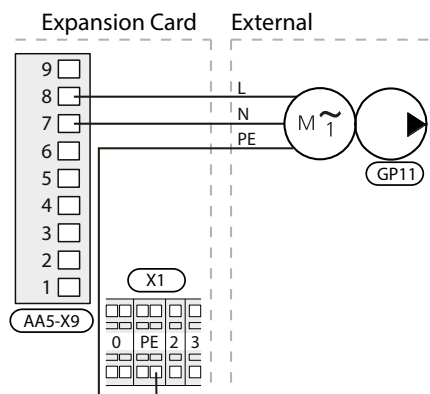 Expansion Card External
9
8
7
6
5
4
3
2
1
AA5-X9
L
N
PE
M ~
1
GP11
X1
0 PE 2 3